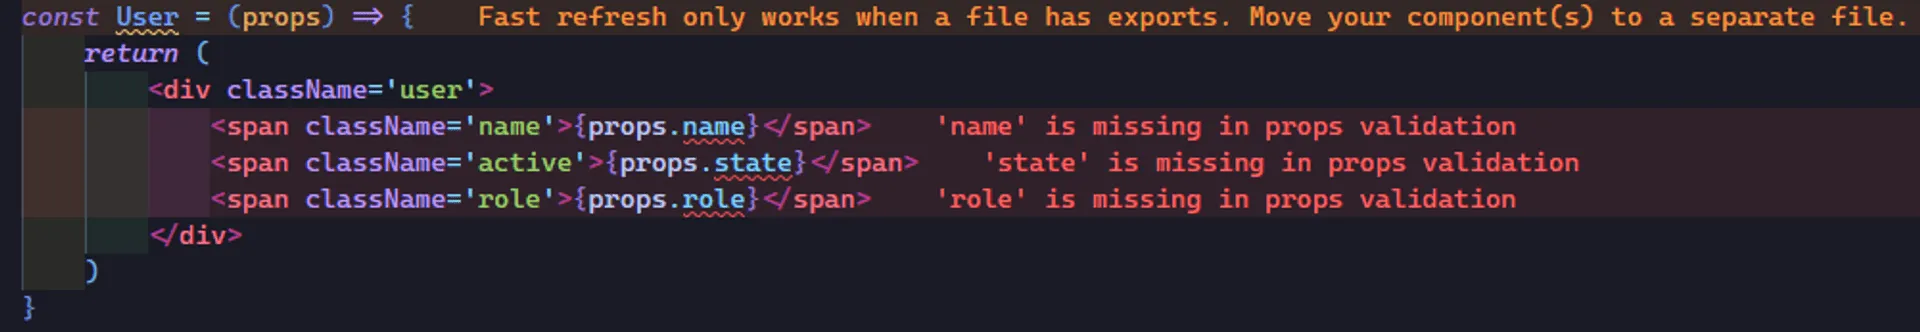 const User = (props) => {    Fast refresh only works when a file has exports. Move your component(s) to a separate file.
    return (
        <div className='user'>
            <span className='name'>{props.name}</span>    'name' is missing in props validation
            <span className='active'>{props.state}</span>    'state' is missing in props validation
            <span className='role'>{props.role}</span>    'role' is missing in props validation
        </div>
    )
}